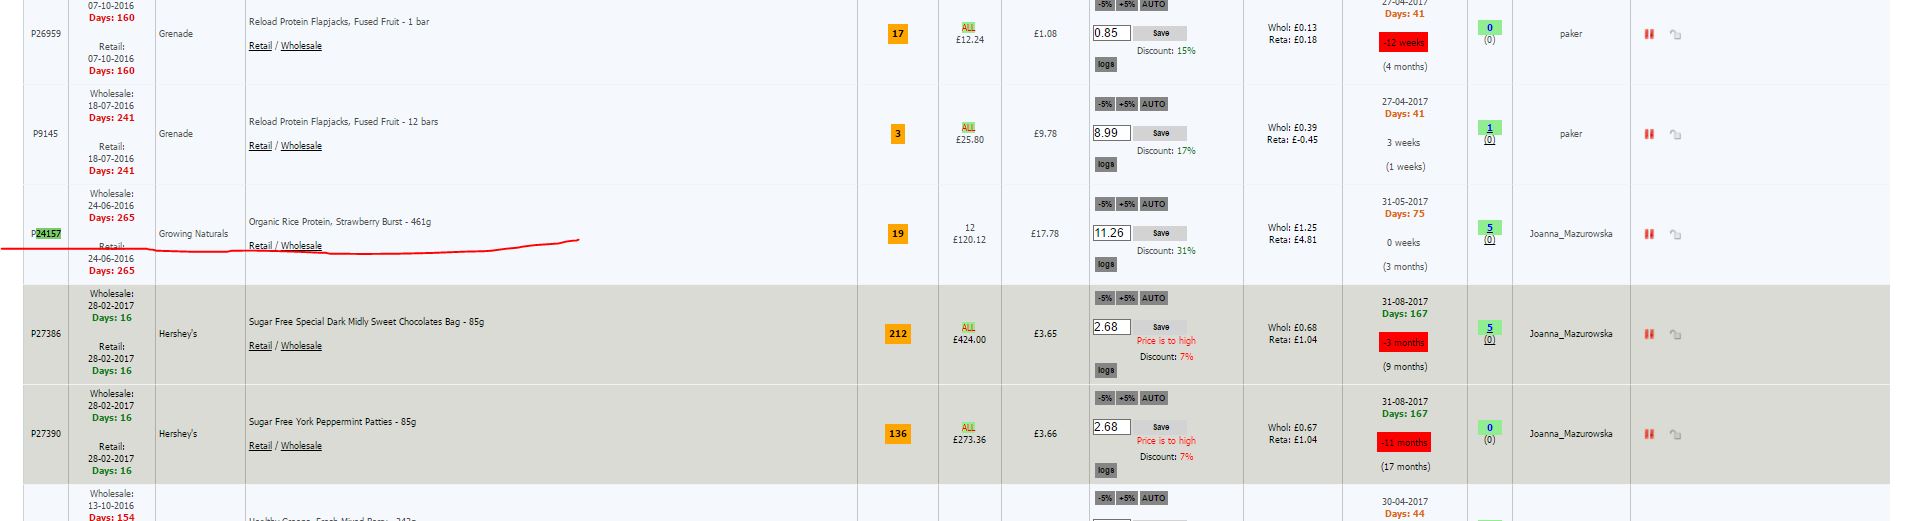 07-10-2016
Days: 160
Retail:
07-10-2016
Days: 160
P26959
Grenade
Reload Protein Flapjacks, Fused Fruit - 1 bar
Retail / Wholesale
17
ALL
£12.24
£1.08
-5% +5% AUTO
0.85 Save
Discount: 15%
logs
Whol: £0.13
Reta: £0.18
27-04-2017
Days: 41
-12 weeks
(4 months)
0
(0)
paker
Wholesale:
18-07-2016
Days: 241
Retail:
18-07-2016
Days: 241
P9145
Grenade
Reload Protein Flapjacks, Fused Fruit - 12 bars
Retail / Wholesale
3
ALL
£25.80
£9.78
-5% +5% AUTO
8.99 Save
Discount: 17%
logs
Whol: £0.39
Reta: £-0.45
27-04-2017
Days: 41
3 weeks
(1 weeks)
1
(0)
paker
Wholesale:
24-06-2016
Days: 265
Retail:
24-06-2016
Days: 265
P24157
Growing Naturals
Organic Rice Protein, Strawberry Burst - 461g
Retail / Wholesale
19
12
£120.12
£17.78
-5% +5% AUTO
11.26 Save
Discount: 31%
logs
Whol: £1.25
Reta: £4.81
31-05-2017
Days: 75
0 weeks
(3 months)
5
(0)
Joanna_Mazurowska
Wholesale:
28-02-2017
Days: 16
Retail:
28-02-2017
Days: 16
P27386
Hershey's
Sugar Free Special Dark Midly Sweet Chocolates Bag - 85g
Retail / Wholesale
212
ALL
£424.00
£3.65
-5% +5% AUTO
2.68 Save
Price is to high
Discount: 7%
logs
Whol: £0.68
Reta: £1.04
31-08-2017
Days: 167
-3 months
(9 months)
5
(0)
Joanna_Mazurowska
Wholesale:
28-02-2017
Days: 16
Retail:
28-02-2017
Days: 16
P27390
Hershey's
Sugar Free York Peppermint Patties - 85g
Retail / Wholesale
136
ALL
£273.36
£3.66
-5% +5% AUTO
2.68 Save
Price is to high
Discount: 7%
logs
Whol: £0.67
Reta: £1.04
31-08-2017
Days: 167
-11 months
(17 months)
0
(0)
Joanna_Mazurowska
Wholesale:
13-10-2016
Days: 154
-5% +5% AUTO
30-04-2017
Days: 44